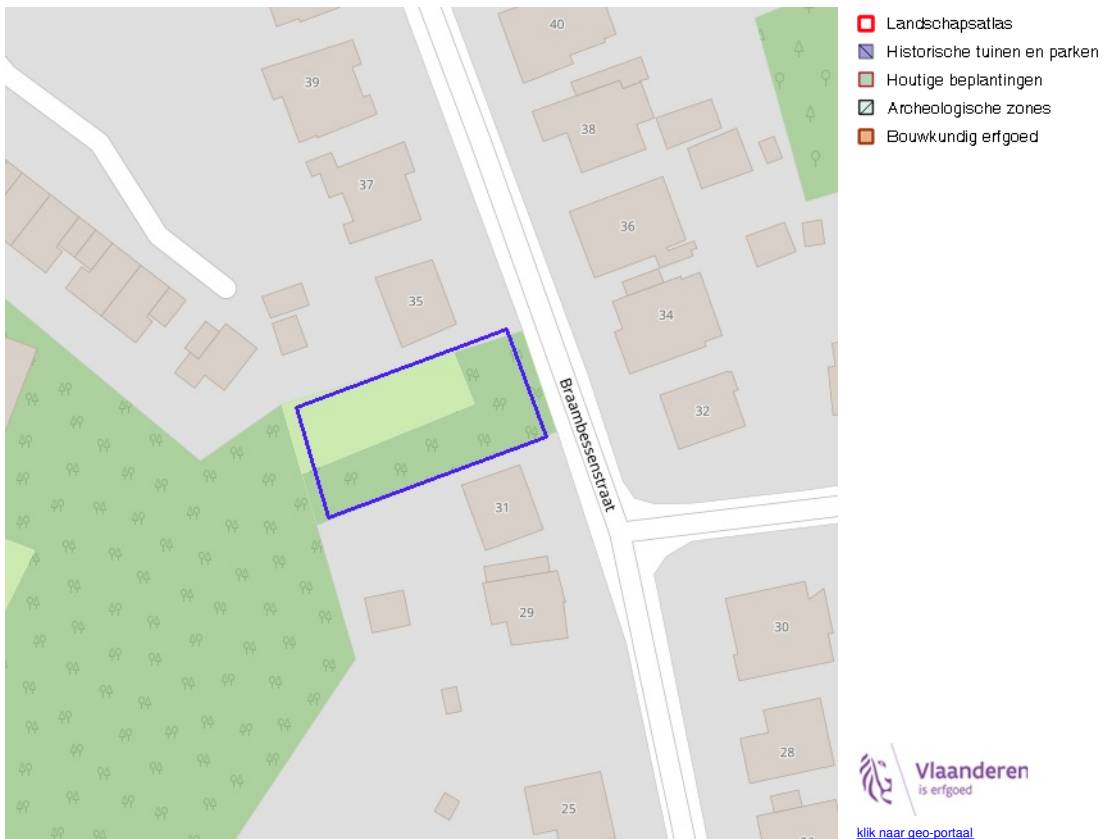 Landschapsatlas
Historische tuinen en parken
Houtige beplantingen
Archeologische zones
Bouwkundig erfgoed
40
39
38
37
36
35
34
Braambessenstraat
32
31
29
30
28
25
Vlaanderen
is erfgoed
klik naar geo-portaal